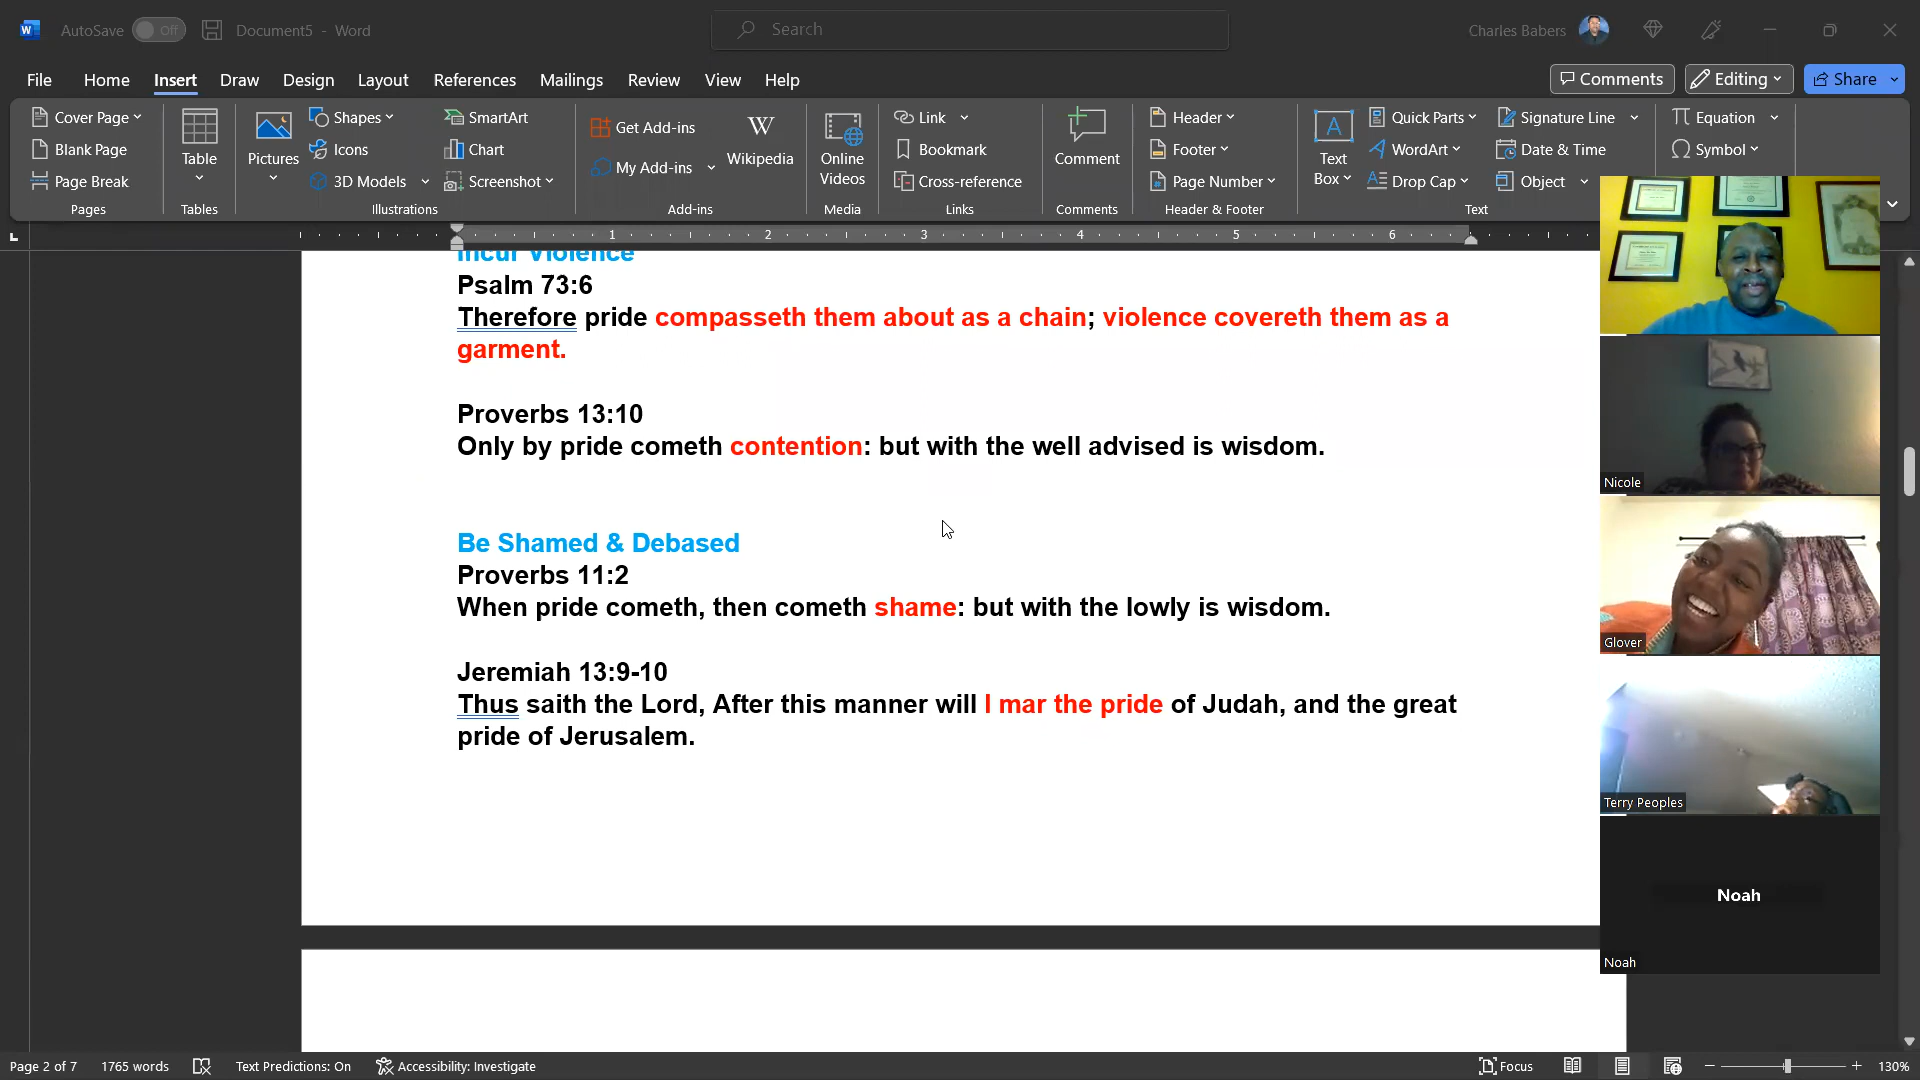 AutoSave Off Document5 - Word Search Charles Babers
File Home Insert Draw Design Layout References Mailings Review View Help Comments Editing Share
Cover Page
Blank Page
Page Break
Pages
Table
Tables
Pictures
Shapes
Icons
3D Models
SmartArt
Chart
Screenshot
Illustrations
Get Add-ins
My Add-ins
Wikipedia
Add-ins
Online
Videos
Media
Link
Bookmark
Cross-reference
Links
Comment
Comments
Header
Footer
Page Number
Header & Footer
Text
Box
Quick Parts
WordArt
Drop Cap
Signature Line
Date & Time
Object
Text
Equation
Symbol
1 2 3 4 5 6
Incur Violence
Psalm 73:6
Therefore pride compasseth them about as a chain; violence covereth them as a
garment.
Proverbs 13:10
Only by pride cometh contention: but with the well advised is wisdom.
Be Shamed & Debased
Proverbs 11:2
When pride cometh, then cometh shame: but with the lowly is wisdom.
Jeremiah 13:9-10
Thus saith the Lord, After this manner will I mar the pride of Judah, and the great
pride of Jerusalem.
Nicole
Glover
Terry Peoples
Noah
Noah
Page 2 of 7 1765 words Text Predictions: On Accessibility: Investigate Focus 130%